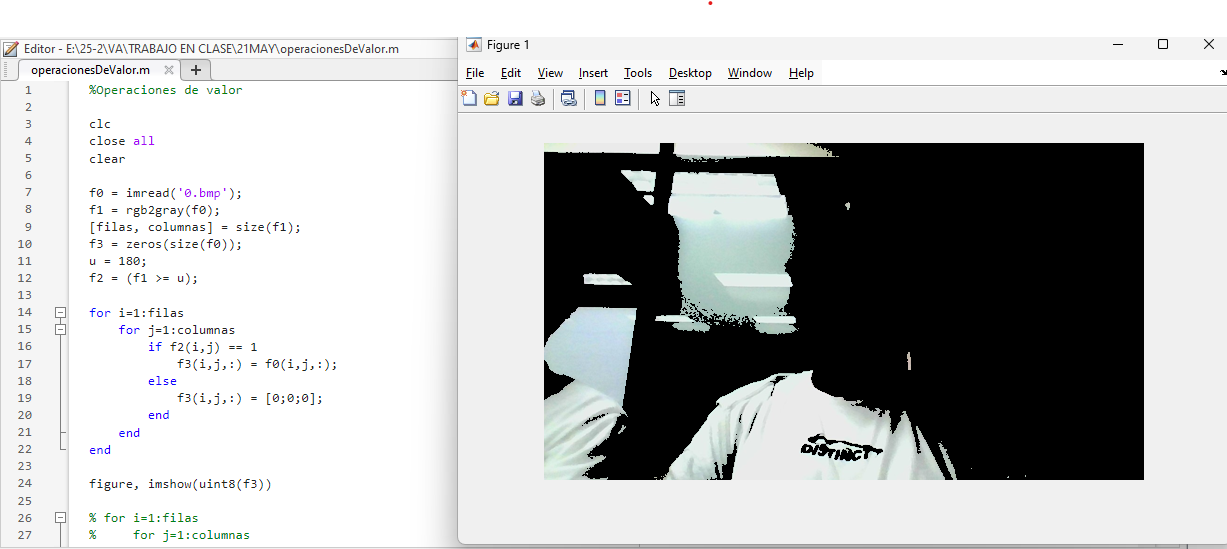 Editor - E:\25-2\VA\TRABAJO EN CLASE\21MAY\operacionesDeValor.m
operacionesDeValor.m
1 %Operaciones de valor
2
3 clc
4 close all
5 clear
6
7 f0 = imread('0.bmp');
8 f1 = rgb2gray(f0);
9 [filas, columnas] = size(f1);
10 f3 = zeros(size(f0));
11 u = 180;
12 f2 = (f1 >= u);
13
14 for i=1:filas
15 for j=1:columnas
16 if f2(i,j) == 1
17 f3(i,j,:) = f0(i,j,:);
18 else
19 f3(i,j,:) = [0;0;0];
20 end
21 end
22 end
23
24 figure, imshow(uint8(f3))
25
26 % for i=1:filas
27 % for j=1:columnas
Figure 1
File Edit View Insert Tools Desktop Window Help
DISTINCT